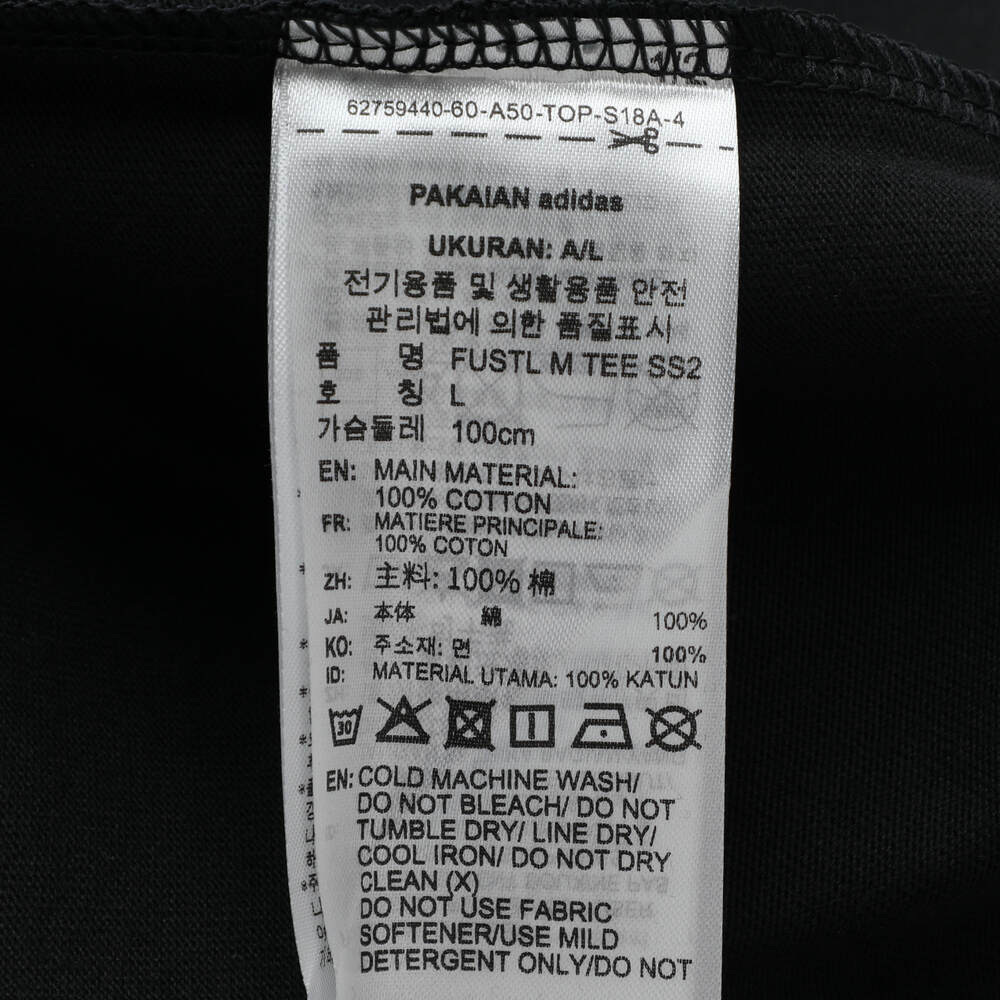 1/2
62759440-60-A50-TOP-S18A-4
PAKAIAN adidas
UKURAN: A/L
전기용품 및 생활용품 안전
관리법에 의한 품질표시
품 명 FUSTL M TEE SS2
호 칭 L
가슴둘레 100cm
EN: MAIN MATERIAL:
100% COTTON
FR: MATIERE PRINCIPALE:
100% COTON
ZH: 主料: 100% 棉
JA: 本体 綿 100%
KO: 주소재: 면 100%
ID: MATERIAL UTAMA: 100% KATUN
30
EN: COLD MACHINE WASH/
DO NOT BLEACH/ DO NOT
TUMBLE DRY/ LINE DRY/
COOL IRON/ DO NOT DRY
CLEAN (X)
DO NOT USE FABRIC
SOFTENER/USE MILD
DETERGENT ONLY/DO NOT